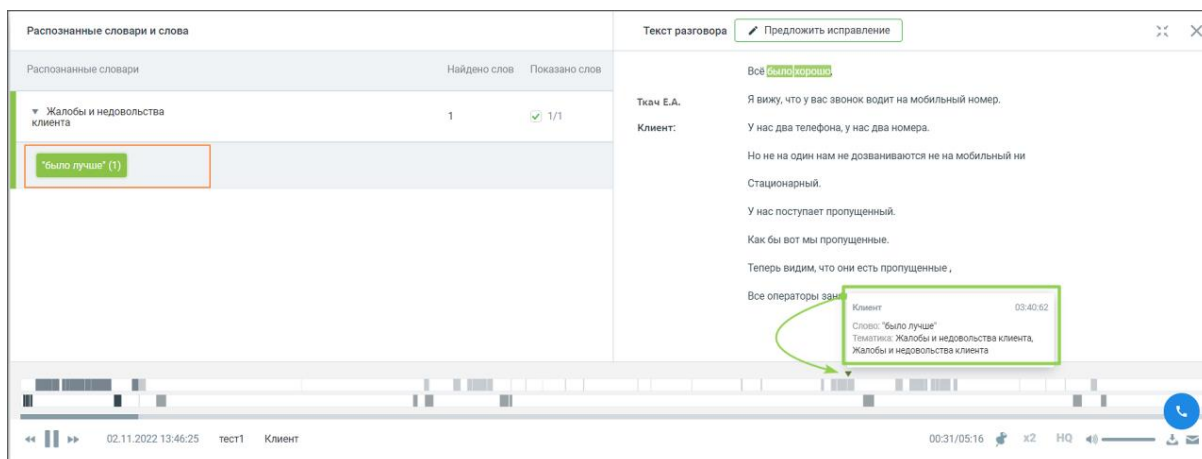 Распознанные словари и слова
Текст разговора
Предложить исправление
Распознанные словари
Найдено слов
Показано слов
Жалобы и недовольства
клиента
1
1/1
"было лучше" (1)
Всё было хорошо,
Ткач Е.А.
Я вижу, что у вас звонок водит на мобильный номер.
Клиент:
У нас два телефона, у нас два номера.
Но не на один нам не дозваниваются не на мобильный ни
Стационарный.
У нас поступает пропущенный.
Как бы вот мы пропущенные.
Теперь видим, что они есть пропущенные ,
Все операторы
Клиент
03:40:62
Слово: "было лучше"
Тематика: Жалобы и недовольства клиента,
Жалобы и недовольства клиента
02.11.2022 13:46:25
тест1
Клиент
00:31/05:16
x2
HQ